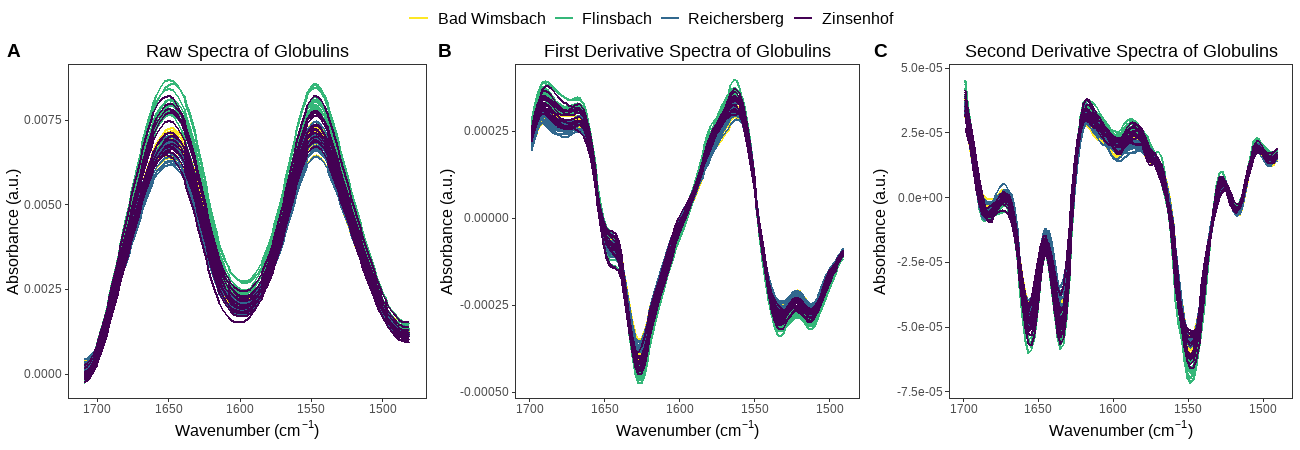 Bad Wimsbach Flinsbach Reichersberg Zinsenhof
A Raw Spectra of Globulins
0.0075
0.0050
0.0025
0.0000
Absorbance (a.u.)
1700 1650 1600 1550 1500
Wavenumber (cm⁻¹)
B First Derivative Spectra of Globulins
0.00025
0.00000
-0.00025
-0.00050
Absorbance (a.u.)
1700 1650 1600 1550 1500
Wavenumber (cm⁻¹)
C Second Derivative Spectra of Globulins
5.0e-05
2.5e-05
0.0e+00
-2.5e-05
-5.0e-05
-7.5e-05
Absorbance (a.u.)
1700 1650 1600 1550 1500
Wavenumber (cm⁻¹)